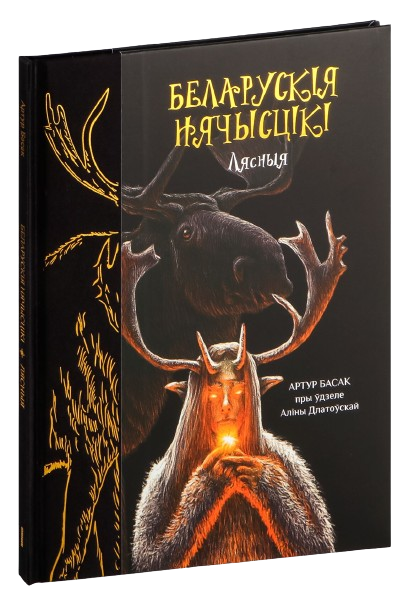 БЕЛАРУСКІЯ
НЯЧЫСЦІКІ
Лясныя
АРТУР БАСАК
пры ўдзеле
Аліны Длатоўскай
Артур Басак
БЕЛАРУСКІЯ НЯЧЫСЦІКІ ✦ ЛЯСНЫЯ
I